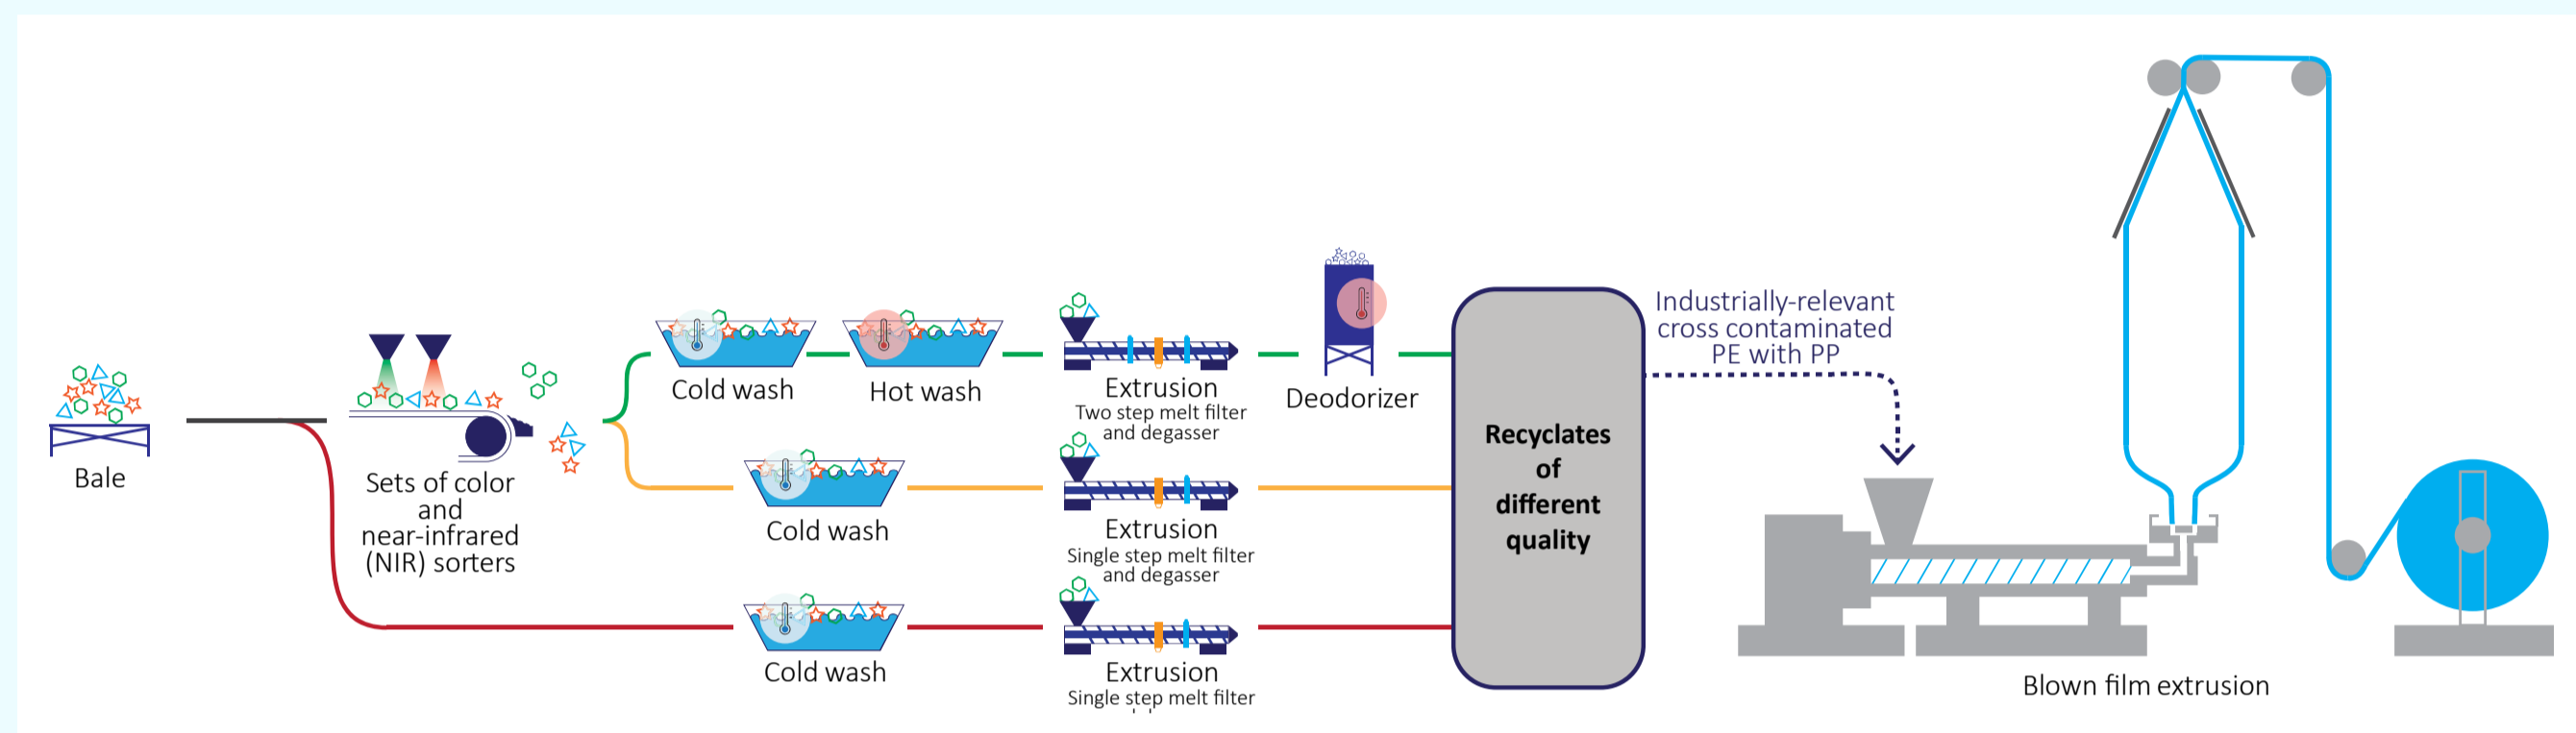 Bale
Sets of color
and
near-infrared
(NIR) sorters
Cold wash
Hot wash
Extrusion
Two step melt filter
and degasser
Deodorizer
Cold wash
Extrusion
Single step melt filter
and degasser
Cold wash
Extrusion
Single step melt filter
Recyclates
of
different
quality
Industrially-relevant
cross contaminated
PE with PP
Blown film extrusion